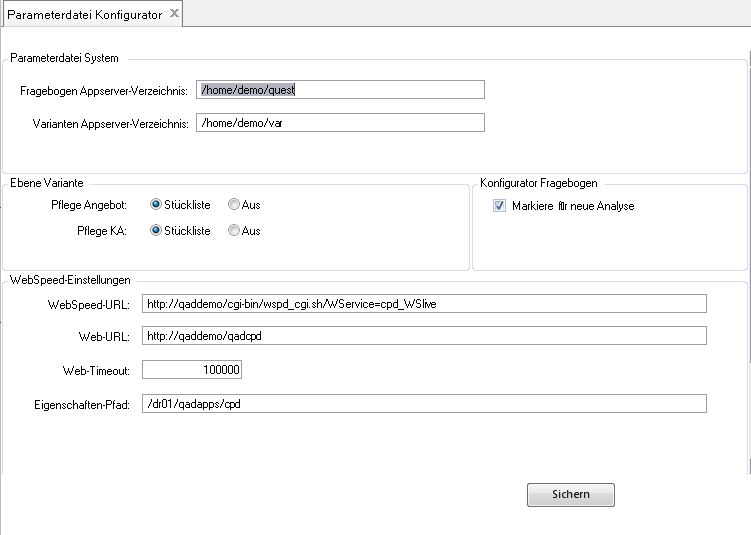 Parameterdatei Konfigurator
Parameterdatei System
Fragebogen Appserver-Verzeichnis: /home/demo/quest
Varianten Appserver-Verzeichnis: /home/demo/var
Ebene Variante
Pflege Angebot: Stückliste Aus
Pflege KA: Stückliste Aus
Konfigurator Fragebogen
Markiere für neue Analyse
WebSpeed-Einstellungen
WebSpeed-URL: http://qaddemo/cgi-bin/wspd_cgi.sh/WService=cpd_WSlive
Web-URL: http://qaddemo/qadcpd
Web-Timeout: 100000
Eigenschaften-Pfad: /dr01/qadapps/cpd
Sichern